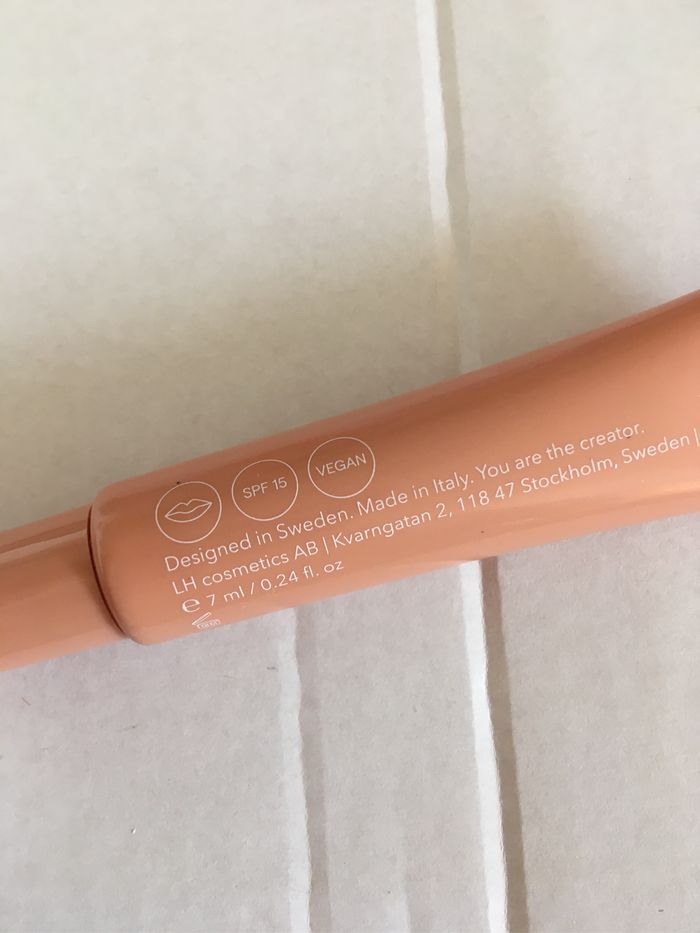 SPF 15
VEGAN
Designed in Sweden. Made in Italy. You are the creator.
LH cosmetics AB | Kvarngatan 2, 118 47 Stockholm, Sweden |
e 7 ml / 0.24 fl. oz